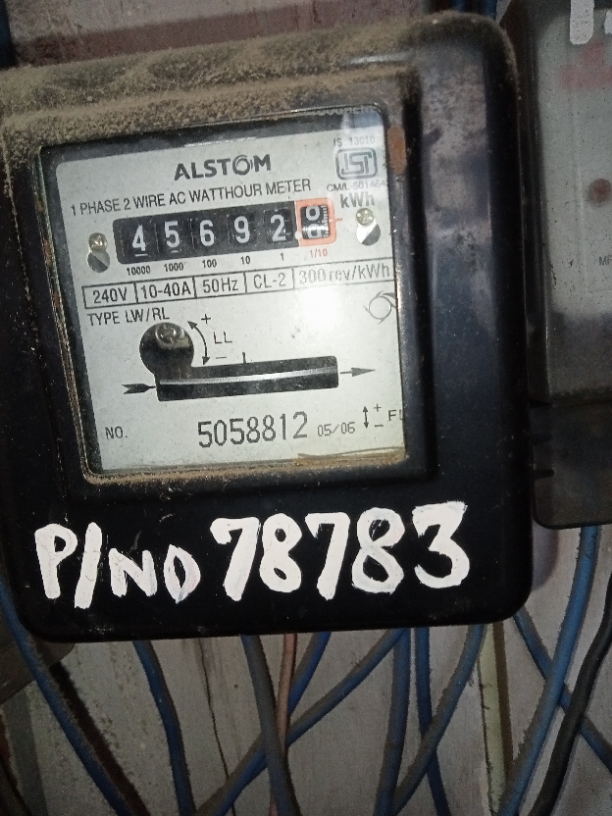 IS 13010
ALSTOM
ISI
1 PHASE 2 WIRE AC WATTHOUR METER
kWh
4 5 6 9 2
10000 1000 100 10 1 1/10
240V 10-40A 50Hz CL-2 300 rev/kWh
TYPE LW/RL
+
LL
−
NO. 5058812 05/06 + − FL
P/NO 78783